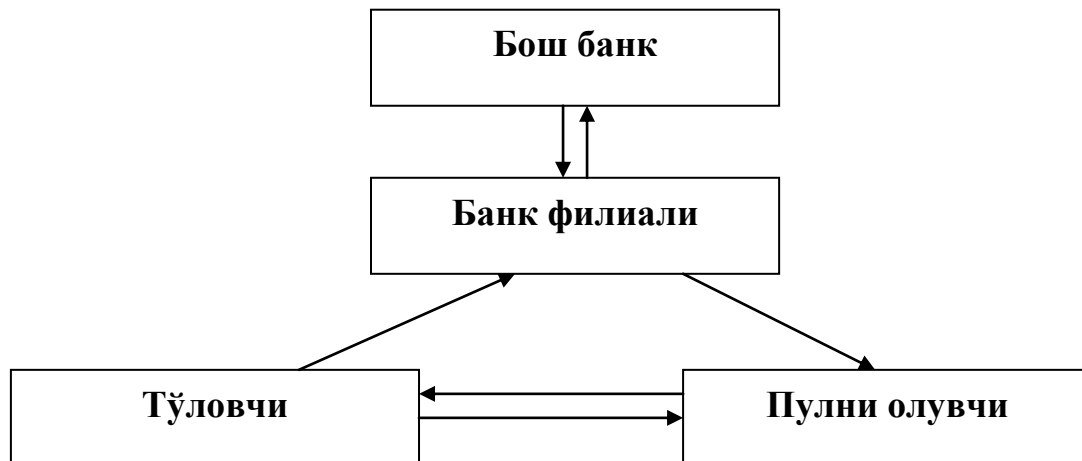 Бош банк
Банк филиали
Тўловчи
Пулни олувчи